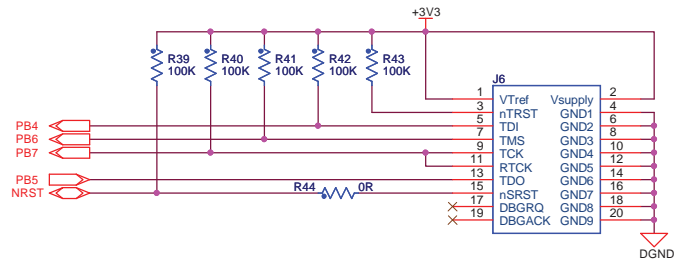 +3V3
R39 R40 R41 R42 R43
100K 100K 100K 100K 100K
J6
1 VTref Vsupply 2
3 nTRST GND1 4
PB4 5 TDI GND2 6
PB6 7 TMS GND3 8
PB7 9 TCK GND4 10
11 RTCK GND5 12
PB5 13 TDO GND6 14
NRST R44 0R 15 nSRST GND7 16
17 DBGRQ GND8 18
19 DBGACK GND9 20
DGND